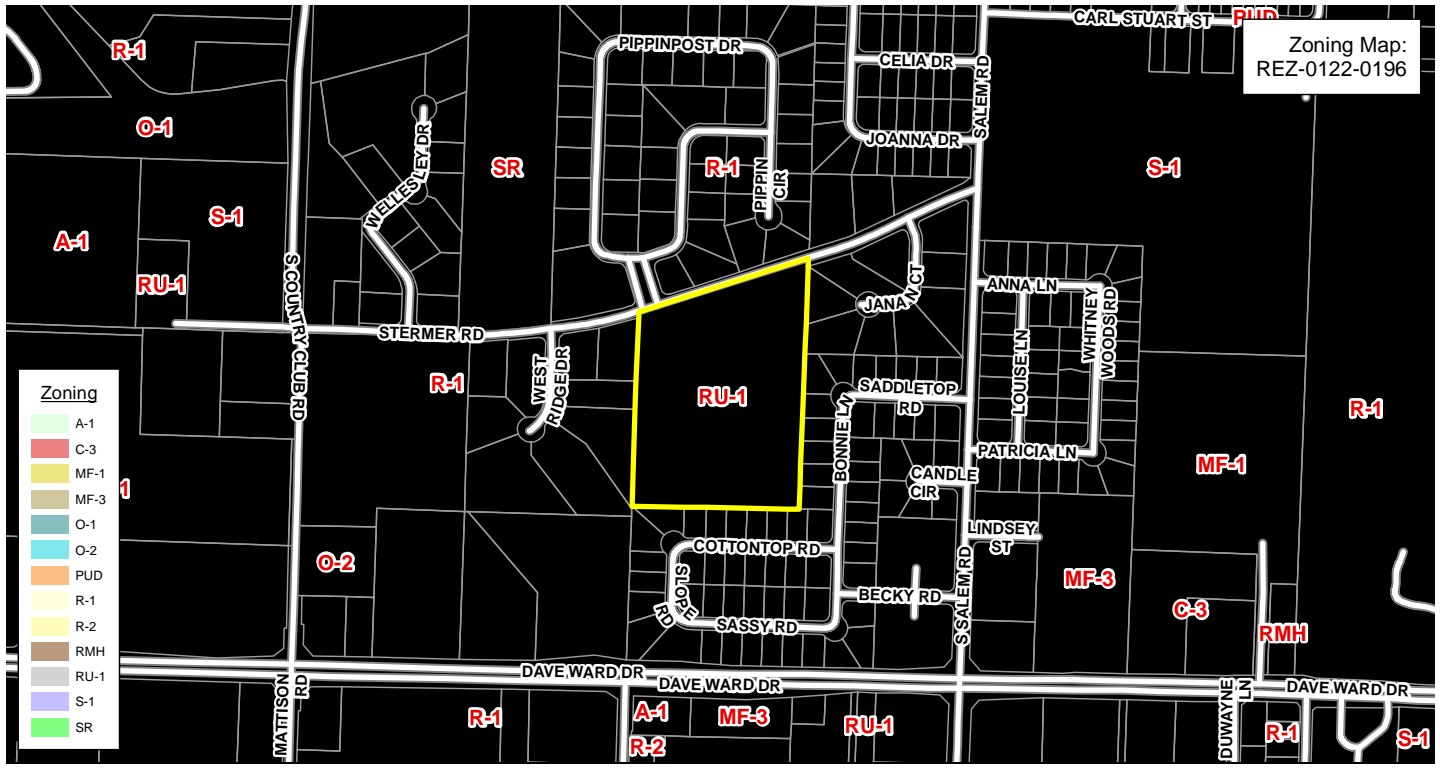 CARL STUART ST
PUD
R-1
PIPPINPOST DR
Zoning Map:
REZ-0122-0196
CELIA DR
SALEM RD
O-1
JOANNA DR
WELLESLEY DR
SR
R-1
PIPPIN
CIR
S-1
S-1
A-1
RU-1
S COUNTRY CLUB RD
JANAN CT
ANNA LN
WHITNEY
WOODS RD
LOUISE LN
STERMER RD
WEST
RIDGE DR
R-1
RU-1
SADDLETOP
RD
BONNIE LN
R-1
Zoning
A-1
C-3
MF-1
MF-3
O-1
O-2
PUD
R-1
R-2
RMH
RU-1
S-1
SR
1
PATRICIA LN
MF-1
CANDLE
CIR
LINDSEY
ST
COTTONTOP RD
O-2
SLOPE
RD
S SALEM RD
MF-3
BECKY RD
C-3
SASSY RD
RMH
DAVE WARD DR
DAVE WARD DR
DAVE WARD DR
MATTISON
RD
R-1
A-1
MF-3
RU-1
R-2
DUWAYNE
LN
R-1
S-1